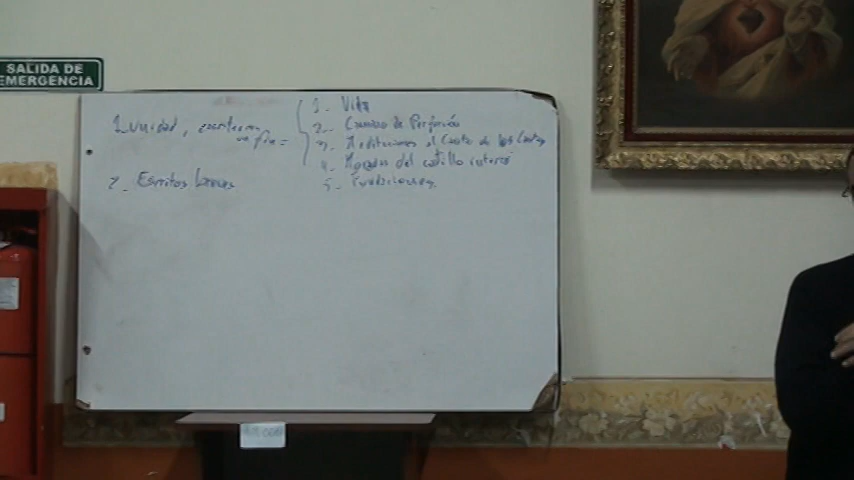 SALIDA DE
EMERGENCIA
1. Unidad,
en fin =
1.- Vida
2.- Camino de Perfección
3.- Meditaciones al Cantar de los Cantares
4.- Moradas del castillo interior
5.- Fundaciones
2.- Escritos breves